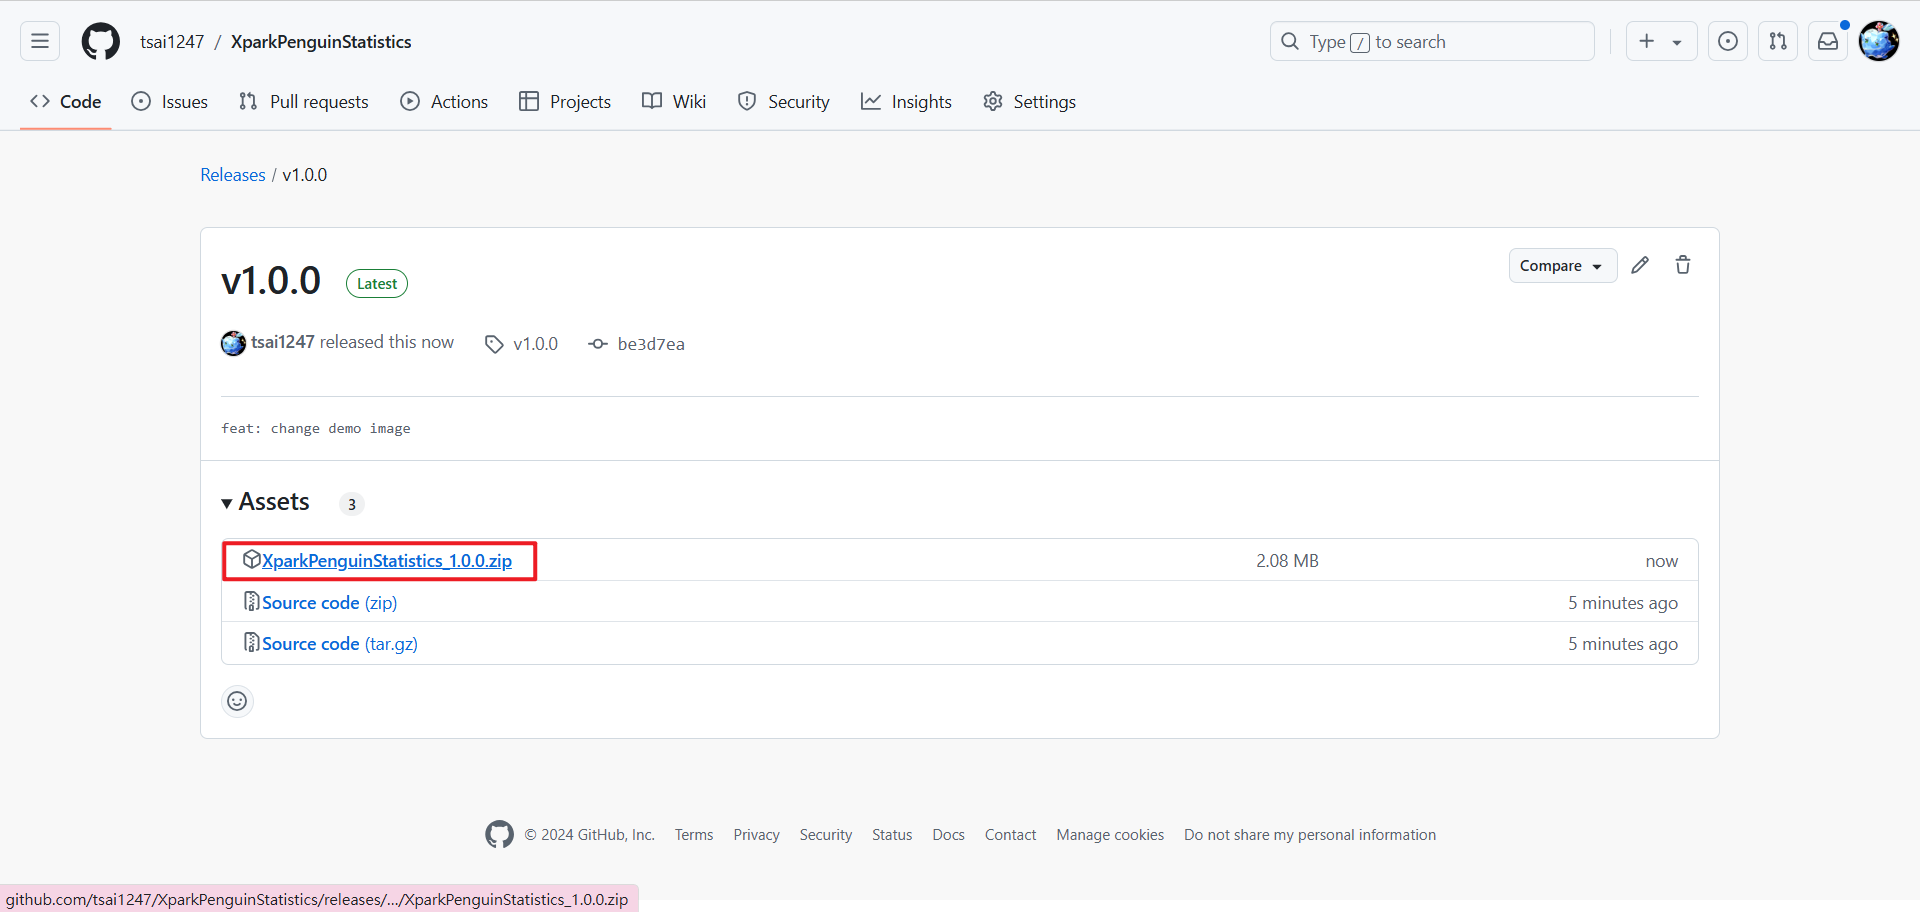 tsai1247 / XparkPenguinStatistics
Type / to search
Code Issues Pull requests Actions Projects Wiki Security Insights Settings
Releases / v1.0.0
v1.0.0 Latest
Compare
tsai1247 released this now v1.0.0 be3d7ea
feat: change demo image
Assets 3
XparkPenguinStatistics_1.0.0.zip 2.08 MB now
Source code (zip) 5 minutes ago
Source code (tar.gz) 5 minutes ago
© 2024 GitHub, Inc. Terms Privacy Security Status Docs Contact Manage cookies Do not share my personal information
github.com/tsai1247/XparkPenguinStatistics/releases/.../XparkPenguinStatistics_1.0.0.zip